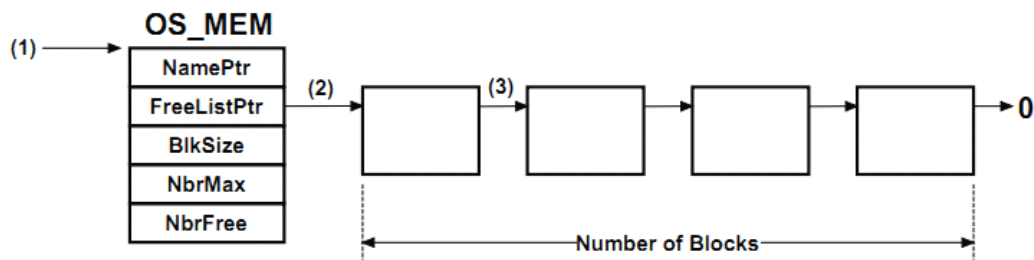 OS_MEM
(1)
NamePtr
FreeListPtr
(2)
(3)
0
BlkSize
NbrMax
NbrFree
Number of Blocks